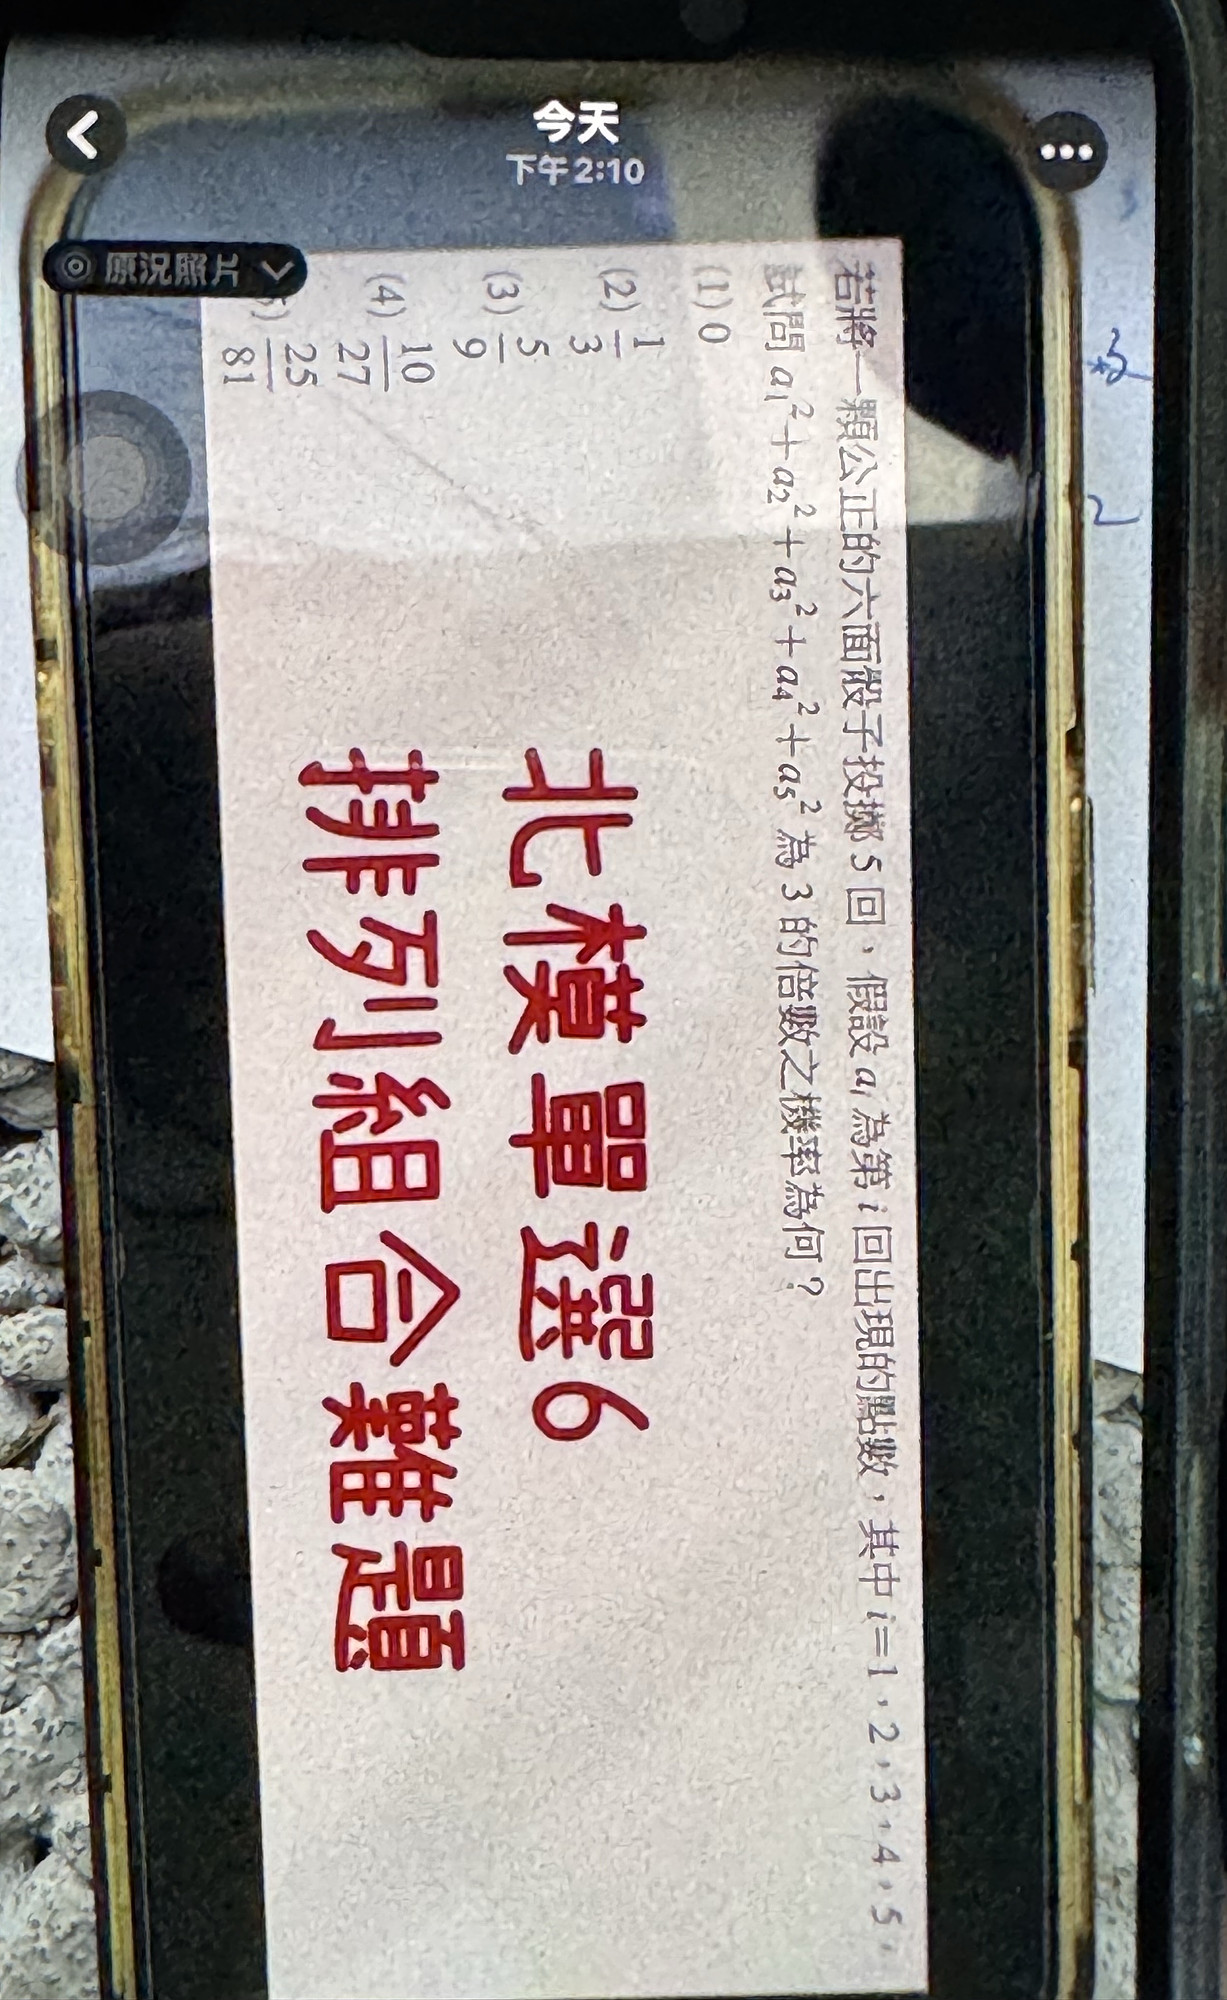 今天
下午2:10
原況照片
若將一顆公正的六面骰子投擲 5 回,假設 aᵢ 為第 i 回出現的點數,其中 i=1,2,3,4,5,
試問 a₁²+a₂²+a₃²+a₄²+a₅² 為 3 的倍數之機率為何?
(1) 0
(2) 1/3
(3) 5/9
(4) 10/27
25/81
北模單選6
排列組合難題
2